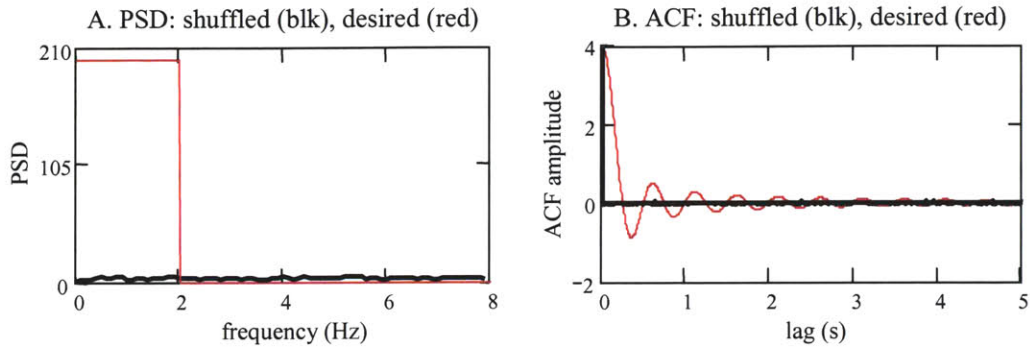 A. PSD: shuffled (blk), desired (red)
210
105
0
PSD
0 2 4 6 8
frequency (Hz)
B. ACF: shuffled (blk), desired (red)
4
2
0
−2
ACF amplitude
0 1 2 3 4 5
lag (s)